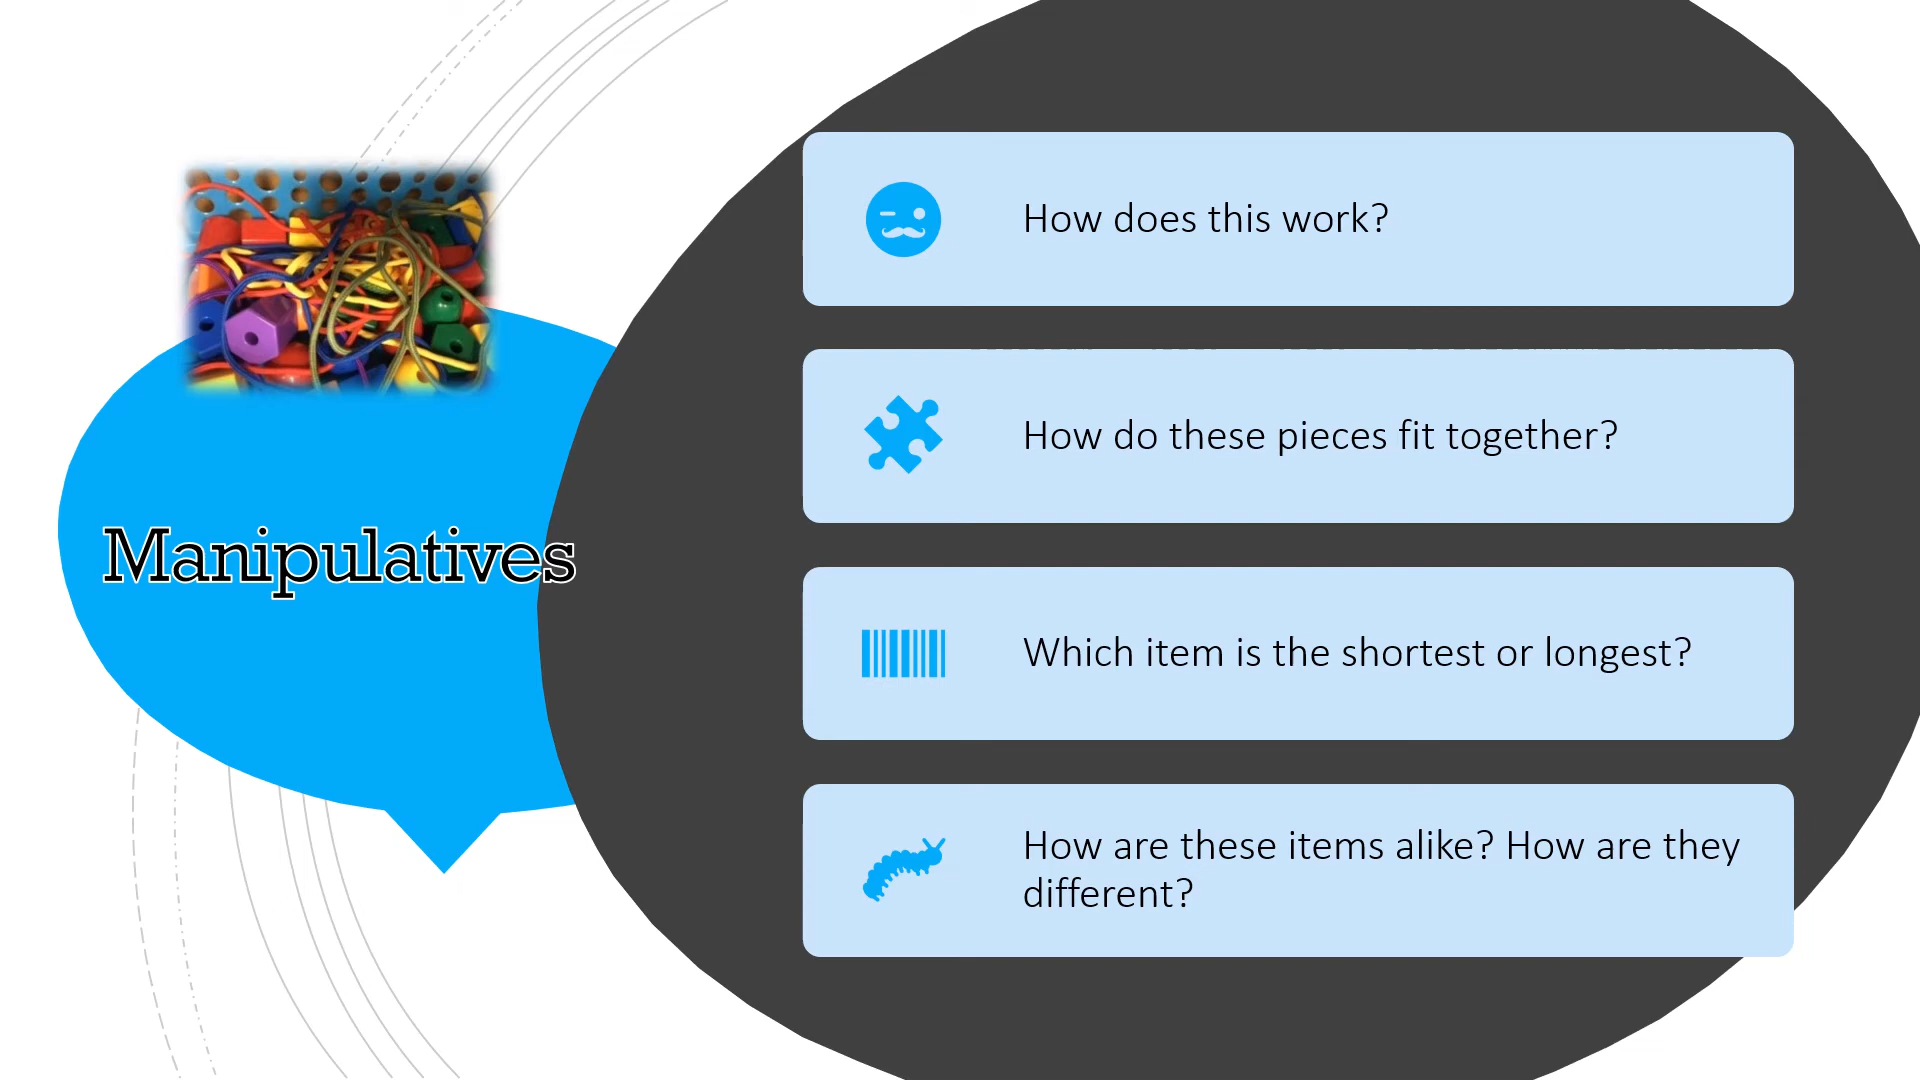 Manipulatives
How does this work?
How do these pieces fit together?
Which item is the shortest or longest?
How are these items alike? How are they
different?